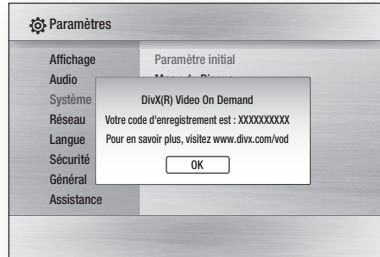 Paramètres
Affichage
Paramètre initial
Audio
Système
DivX(R) Video On Demand
Réseau
Votre code d'enregistrement est : XXXXXXXXXX
Langue
Pour en savoir plus, visitez www.divx.com/vod
Sécurité
OK
Général
Assistance